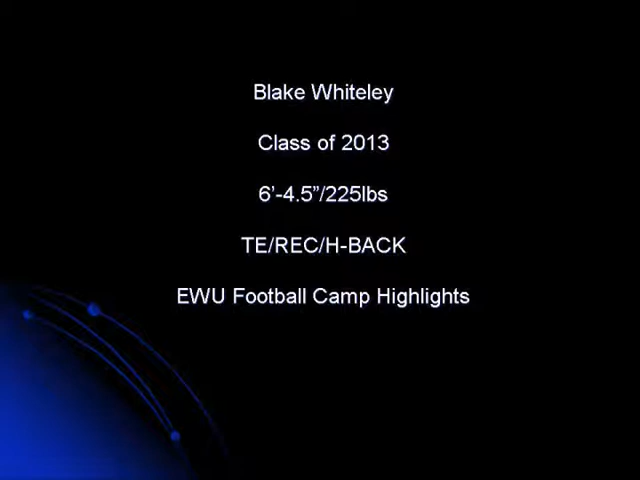 Blake Whiteley
Class of 2013
6’-4.5”/225lbs
TE/REC/H-BACK
EWU Football Camp Highlights